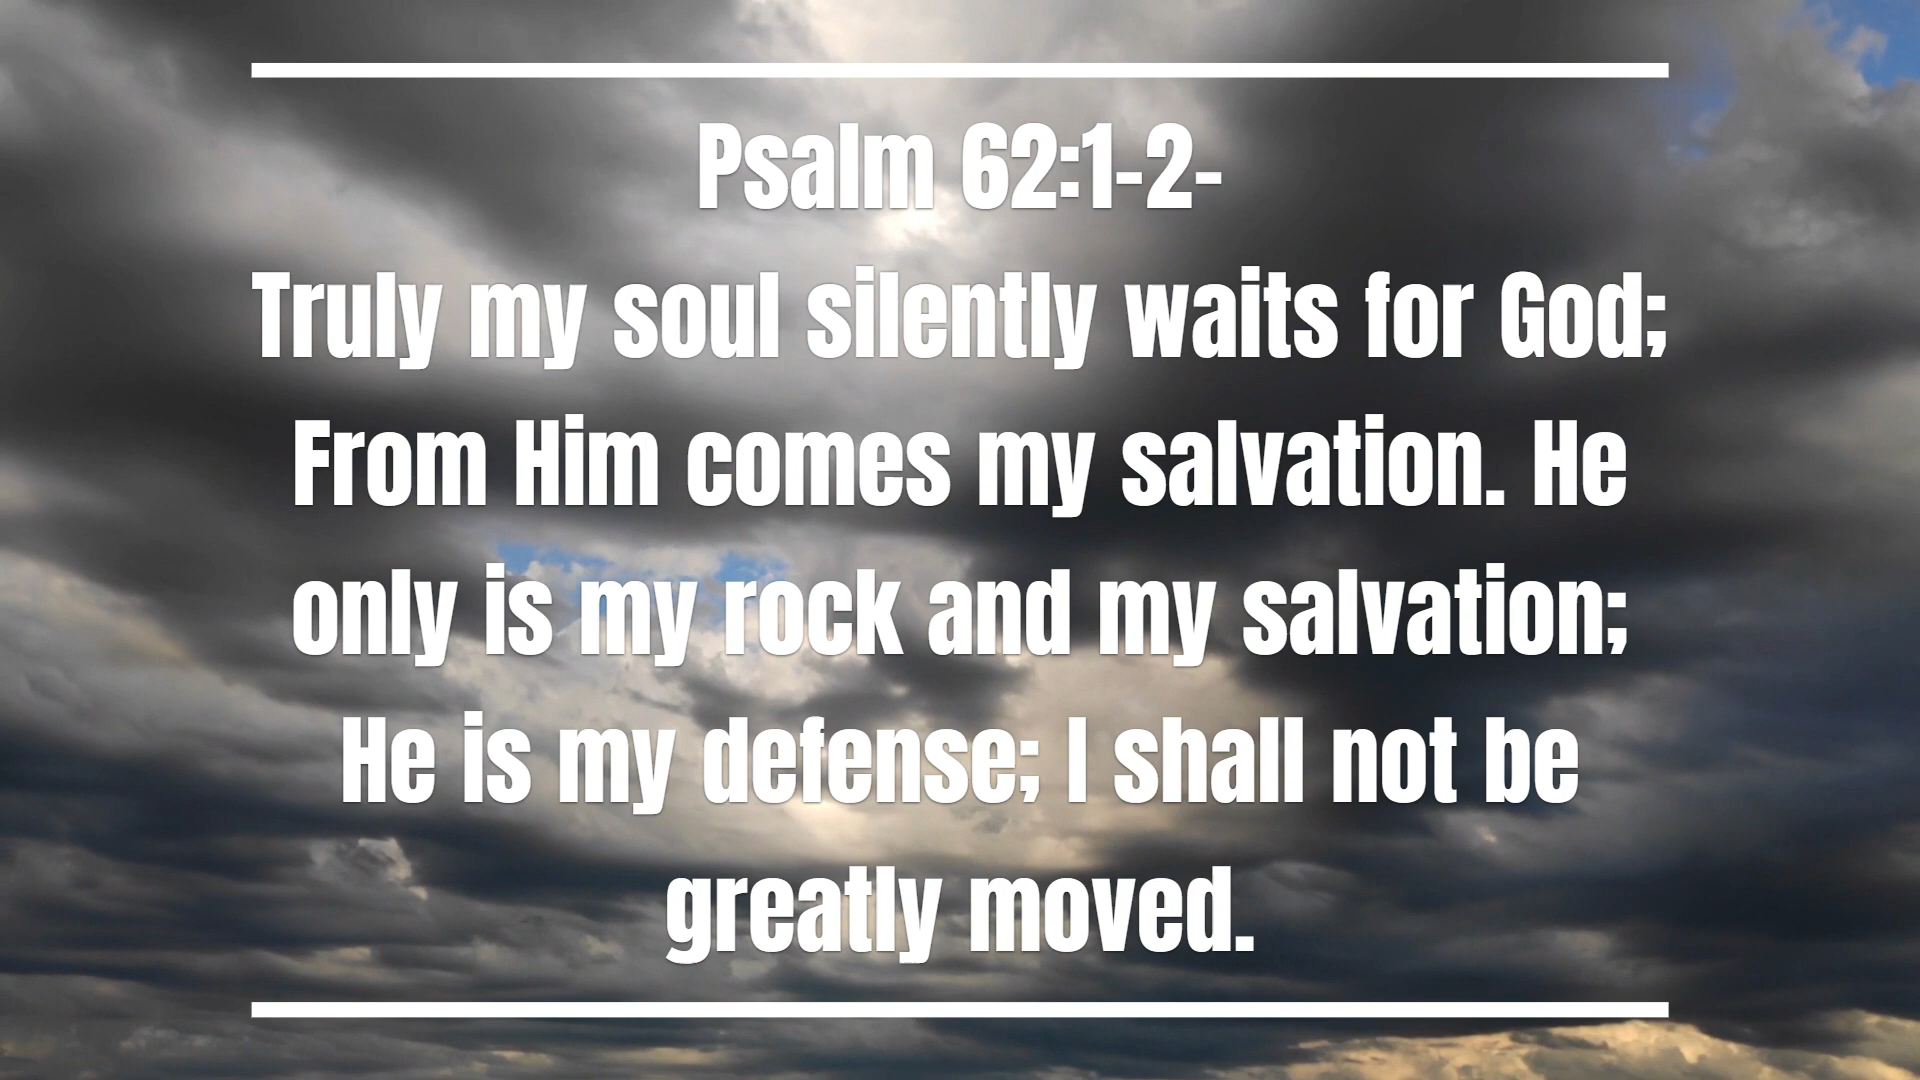 Psalm 62:1-2-
Truly my soul silently waits for God;
From Him comes my salvation. He
only is my rock and my salvation;
He is my defense; I shall not be
greatly moved.